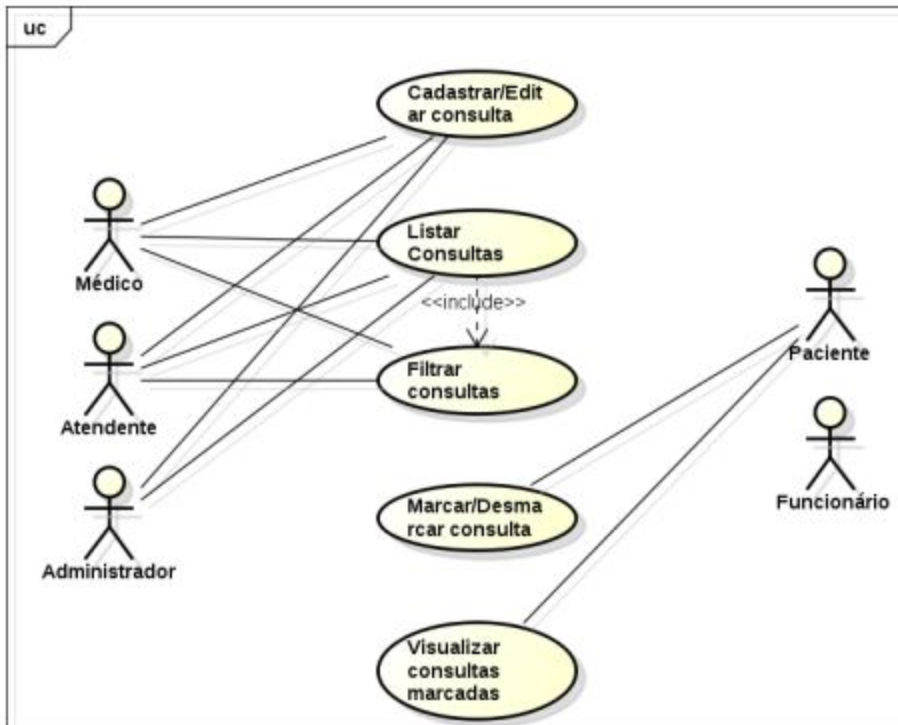 uc
Cadastrar/Edit
ar consulta
Listar
Consultas
<<include>>
Filtrar
consultas
Marcar/Desma
rcar consulta
Visualizar
consultas
marcadas
Médico
Atendente
Administrador
Paciente
Funcionário